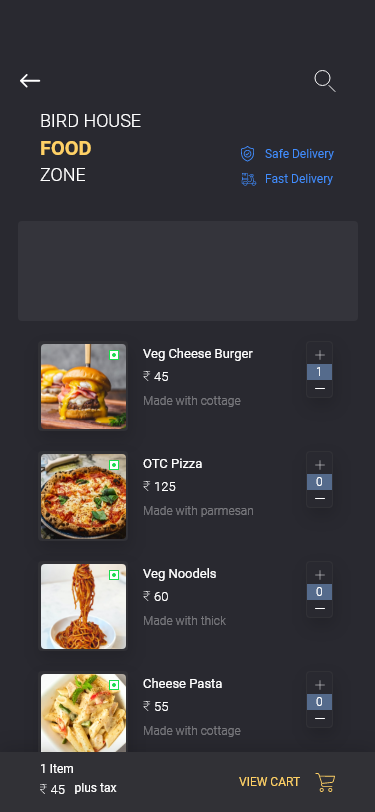 BIRD HOUSE
FOOD
ZONE
Safe Delivery
Fast Delivery
Veg Cheese Burger
₹ 45
Made with cottage
1
OTC Pizza
₹ 125
Made with parmesan
0
Veg Noodels
₹ 60
Made with thick
0
Cheese Pasta
₹ 55
Made with cottage
0
1 Item
₹ 45 plus tax
VIEW CART